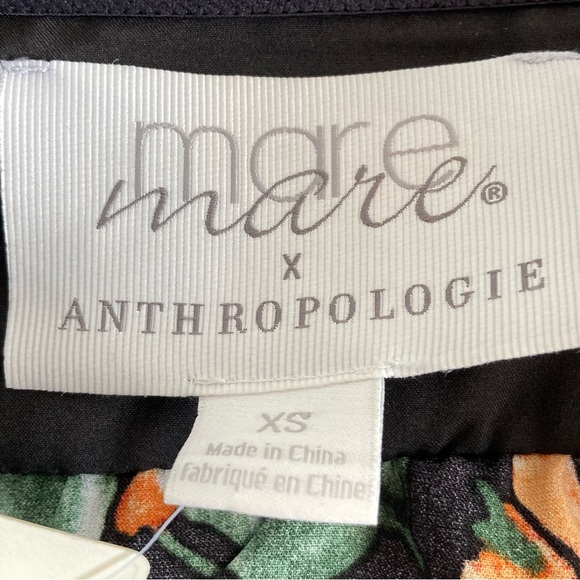 mare
mare®
X
ANTHROPOLOGIE
XS
Made in China
Fabriqué en Chine